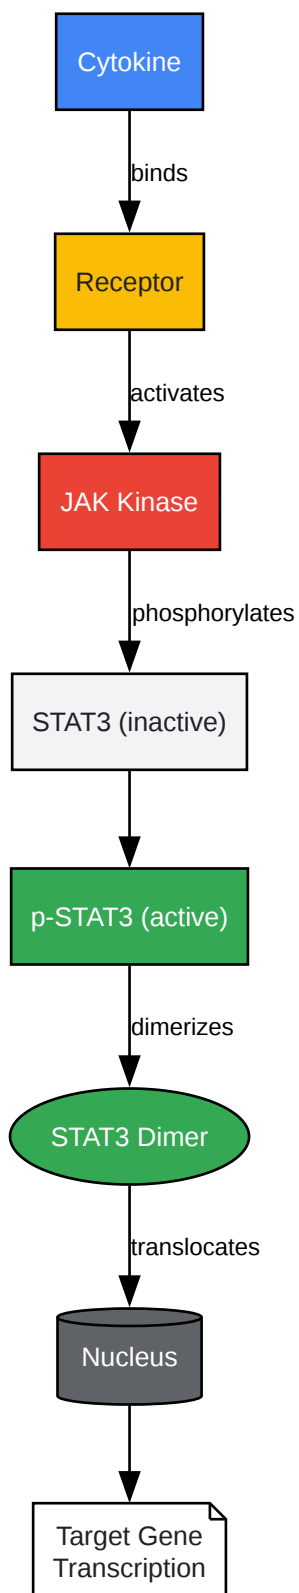 Cytokine
binds
Receptor
activates
JAK Kinase
phosphorylates
STAT3 (inactive)
p-STAT3 (active)
dimerizes
STAT3 Dimer
translocates
Nucleus
Target Gene
Transcription